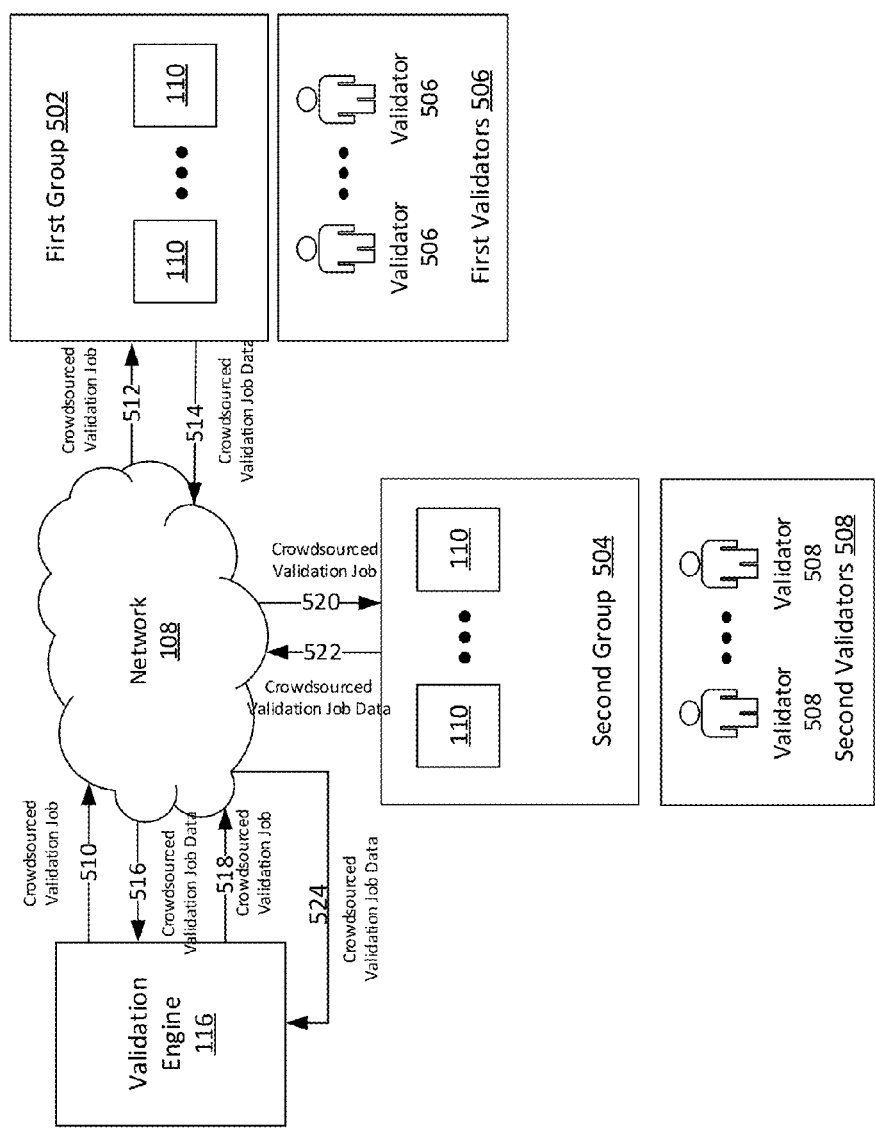 Validation
Engine
116
Crowdsourced
Validation Job
510
516
Crowdsourced
Validation Job Data
518
Crowdsourced
Validation Job
524
Crowdsourced
Validation Job Data
Network
108
Crowdsourced
Validation Job
512
514
Crowdsourced
Validation Job Data
Crowdsourced
Validation Job
520
522
Crowdsourced
Validation Job Data
First Group 502
110
110
Validator
506
Validator
506
First Validators 506
110
110
Second Group 504
Validator
508
Validator
508
Second Validators 508